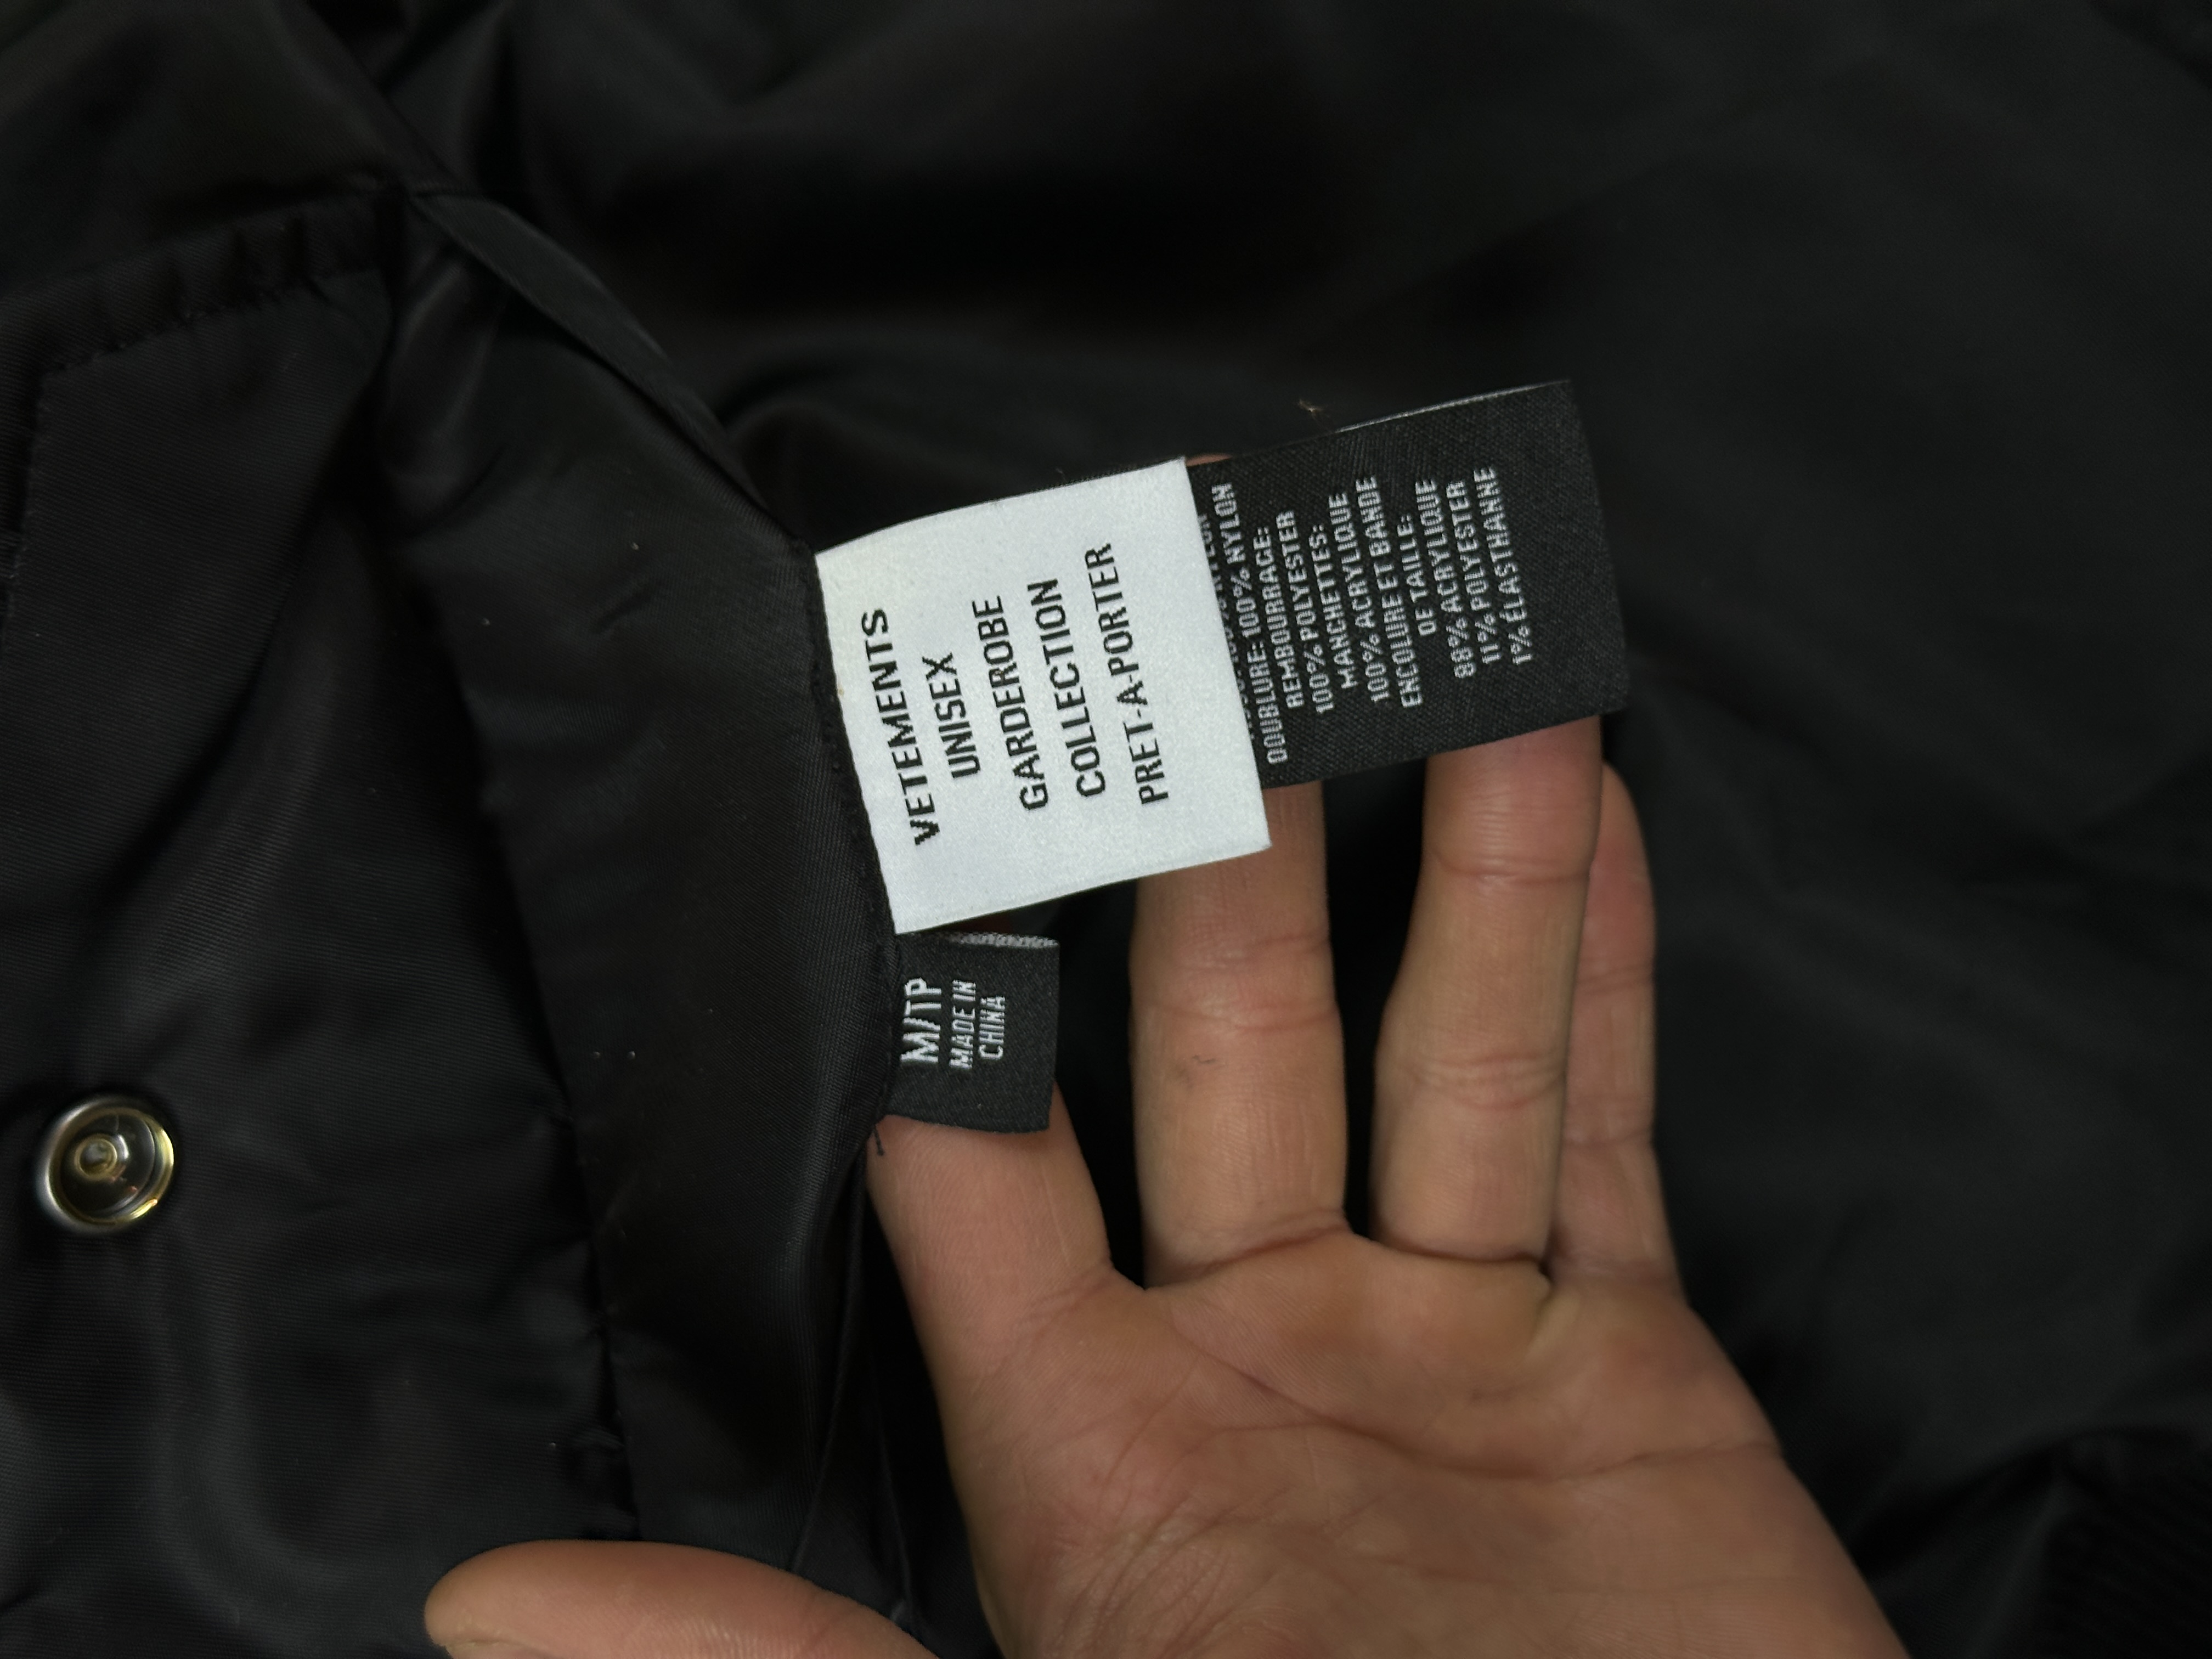 M/TP
MADE IN
CHINA
VETEMENTS
UNISEX
GARDEROBE
COLLECTION
PRET-A-PORTER
DOUBLURE: 100% NYLON
REMBOURRAGE:
100% POLYESTER
MANCHETTES:
100% ACRYLIQUE
ENCOLURE ET BANDE
DE TAILLE:
88% ACRYLIQUE
11% POLYESTER
1% ÉLASTHANNE